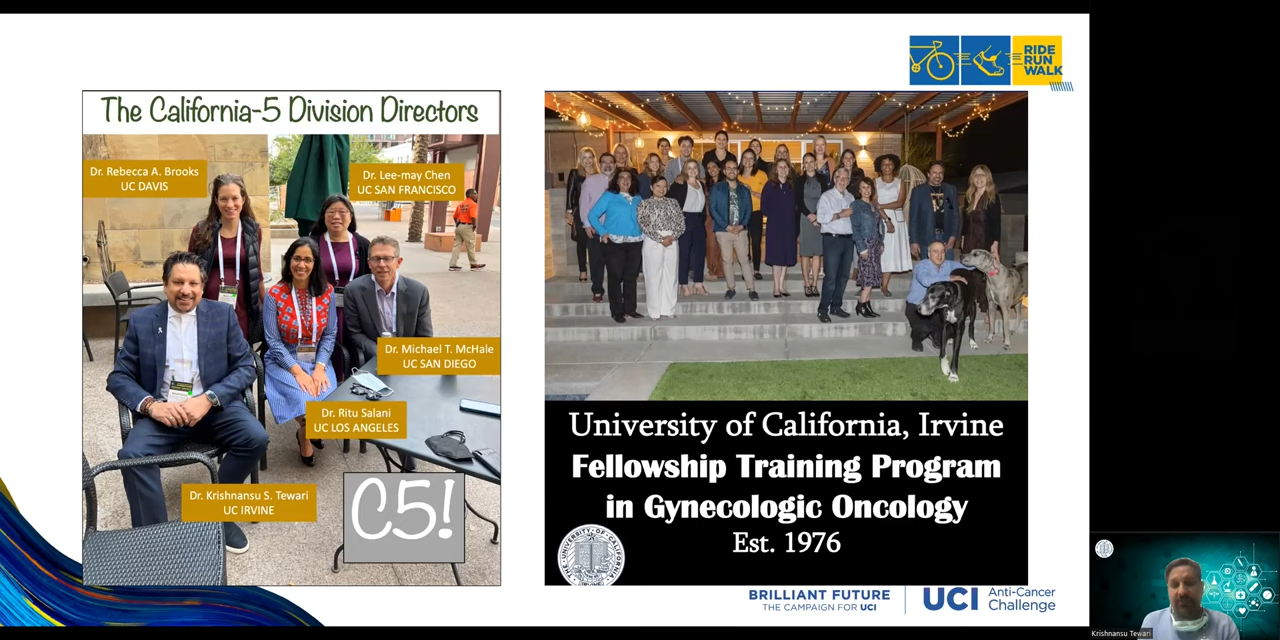 RIDE
RUN
WALK
The California-5 Division Directors
Dr. Rebecca A. Brooks
UC DAVIS
Dr. Lee-may Chen
UC SAN FRANCISCO
Dr. Michael T. McHale
UC SAN DIEGO
Dr. Ritu Salani
UC LOS ANGELES
Dr. Krishnansu S. Tewari
UC IRVINE
C5!
University of California, Irvine
Fellowship Training Program
in Gynecologic Oncology
Est. 1976
BRILLIANT FUTURE
THE CAMPAIGN FOR UCI
UCI Anti-Cancer
Challenge
Krishnansu Tewari